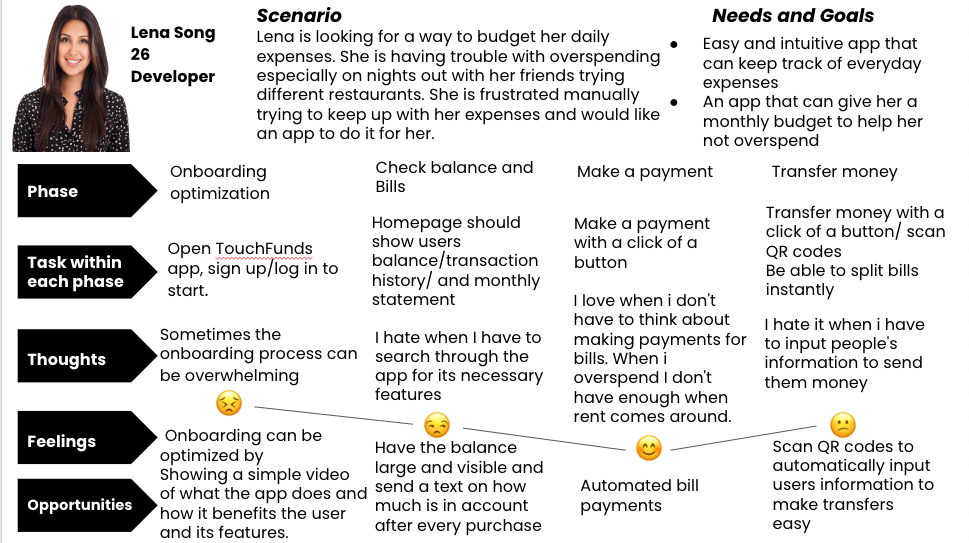 Lena Song
26
Developer
Scenario
Lena is looking for a way to budget her daily
expenses. She is having trouble with overspending
especially on nights out with her friends trying
different restaurants. She is frustrated manually
trying to keep up with her expenses and would like
an app to do it for her.
Needs and Goals
● Easy and intuitive app that
can keep track of everyday
expenses
● An app that can give her a
monthly budget to help her
not overspend
Phase
Onboarding
optimization
Check balance and
Bills
Make a payment
Transfer money
Task within
each phase
Open TouchFunds
app, sign up/log in to
start.
Homepage should
show users
balance/transaction
history/ and monthly
statement
Make a payment
with a click of a
button
Transfer money with a
click of a button/ scan
QR codes
Be able to split bills
instantly
Thoughts
Sometimes the
onboarding process can
be overwhelming
I hate when I have to
search through the
app for its necessary
features
I love when i don't
have to think about
making payments for
bills. When i
overspend I don't
have enough when
rent comes around.
I hate it when i have
to input people's
information to send
them money
Feelings
Opportunities
Onboarding can be
optimized by
Showing a simple video
of what the app does and
how it benefits the user
and its features.
Have the balance
large and visible and
send a text on how
much is in account
after every purchase
Automated bill
payments
Scan QR codes to
automatically input
users information to
make transfers
easy